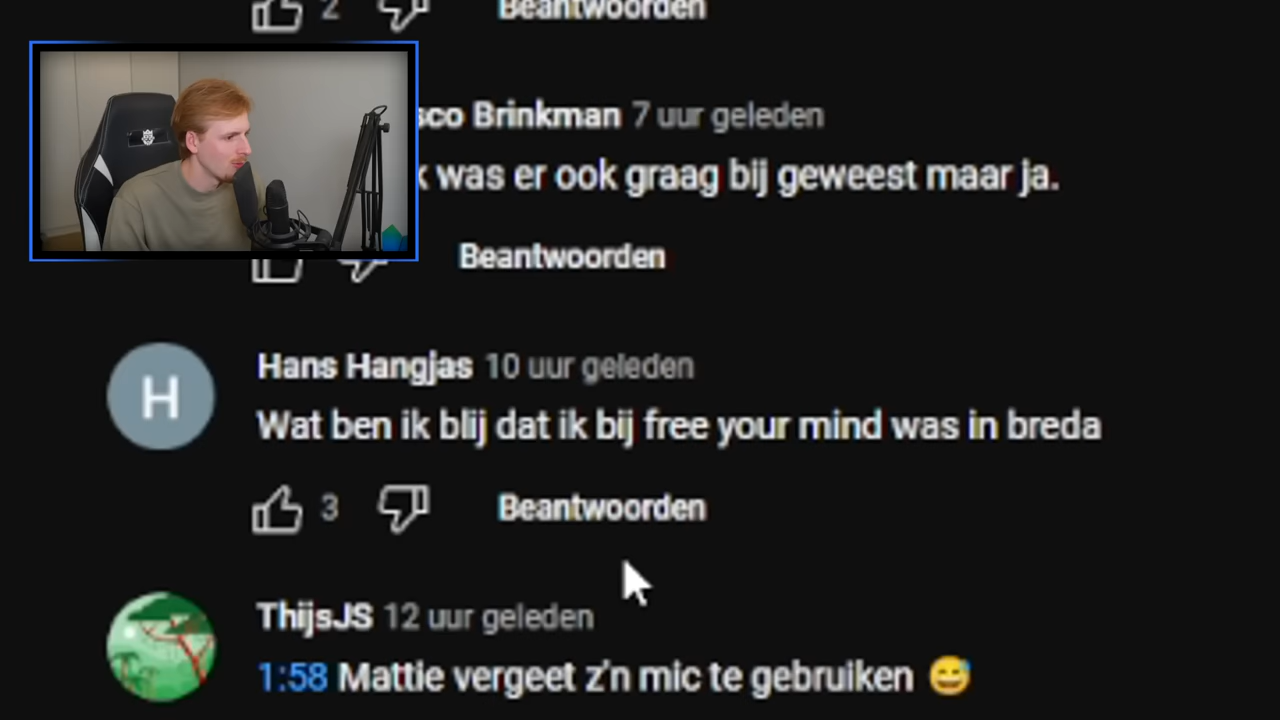 2 Beantwoorden
sco Brinkman 7 uur geleden
k was er ook graag bij geweest maar ja.
Beantwoorden
H
Hans Hangjas 10 uur geleden
Wat ben ik blij dat ik bij free your mind was in breda
3 Beantwoorden
ThijsJS 12 uur geleden
1:58 Mattie vergeet z'n mic te gebruiken 😅